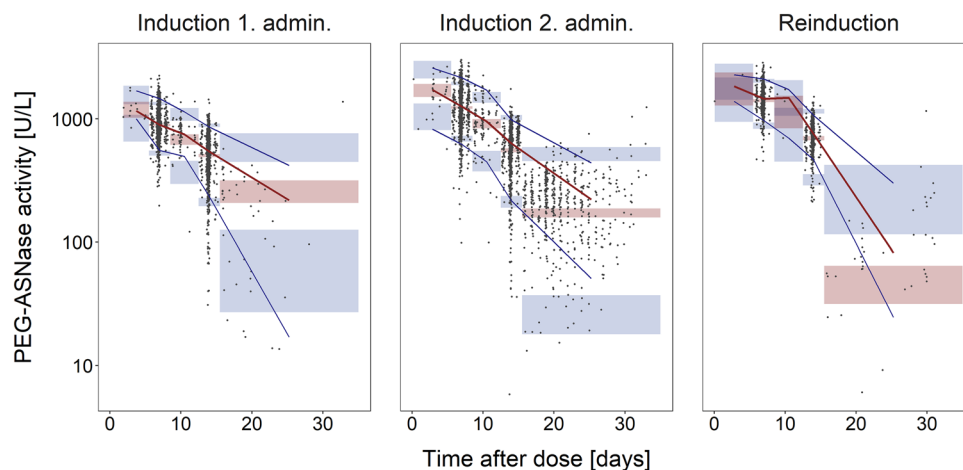 Induction 1. admin.
Induction 2. admin.
Reinduction
PEG-ASNase activity [U/L]
1000
100
10
0 10 20 30
0 10 20 30
0 10 20 30
Time after dose [days]